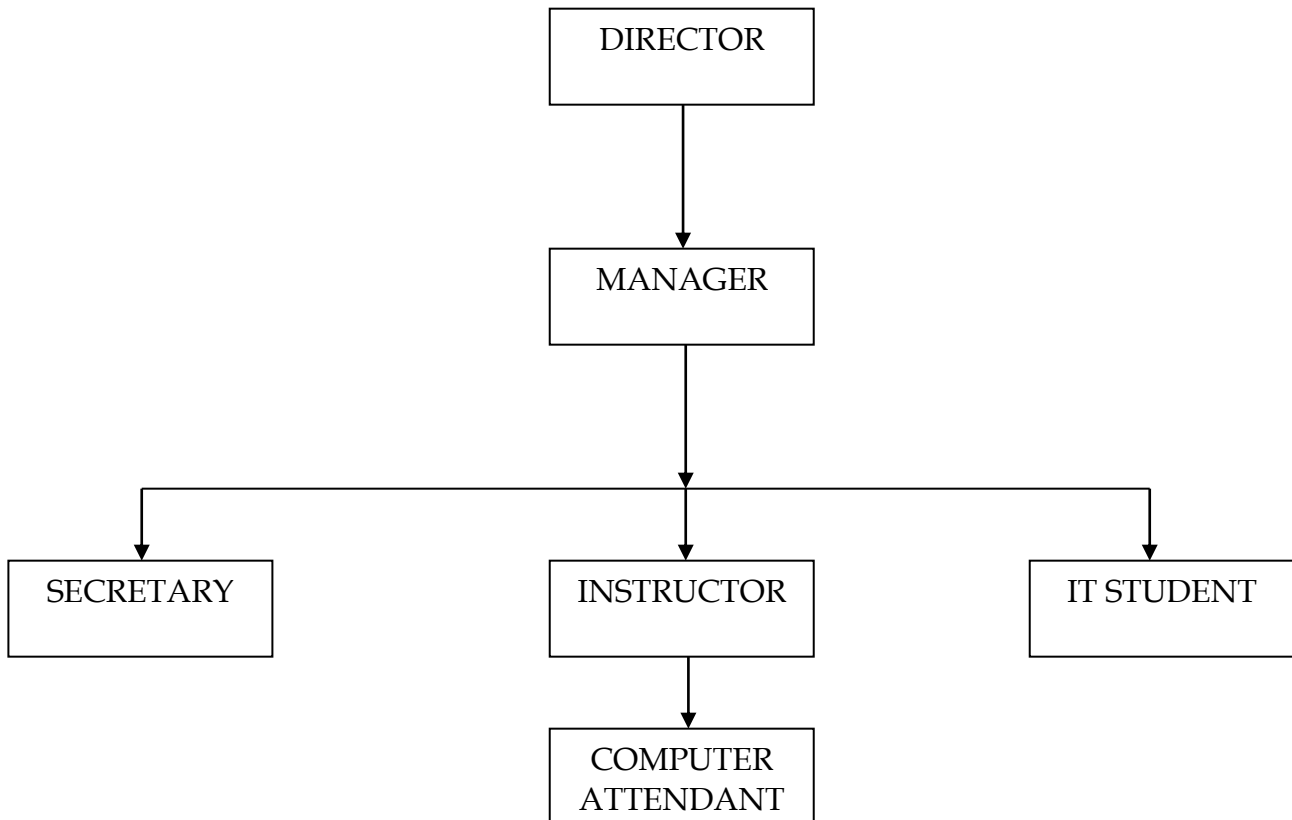 DIRECTOR
MANAGER
SECRETARY
INSTRUCTOR
IT STUDENT
COMPUTER
ATTENDANT